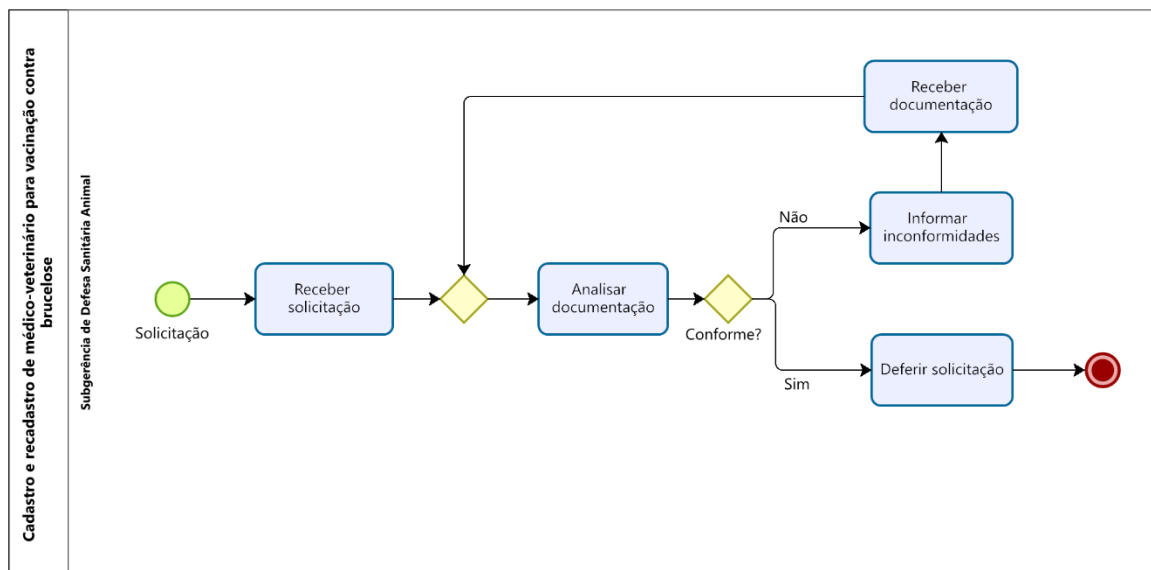 Cadastro e recadastro de médico-veterinário para vacinação contra
brucelose
Subgerência de Defesa Sanitária Animal
Receber
documentação
Não
Informar
inconformidades
Receber
solicitação
Analisar
documentação
Solicitação
Conforme?
Sim
Deferir solicitação